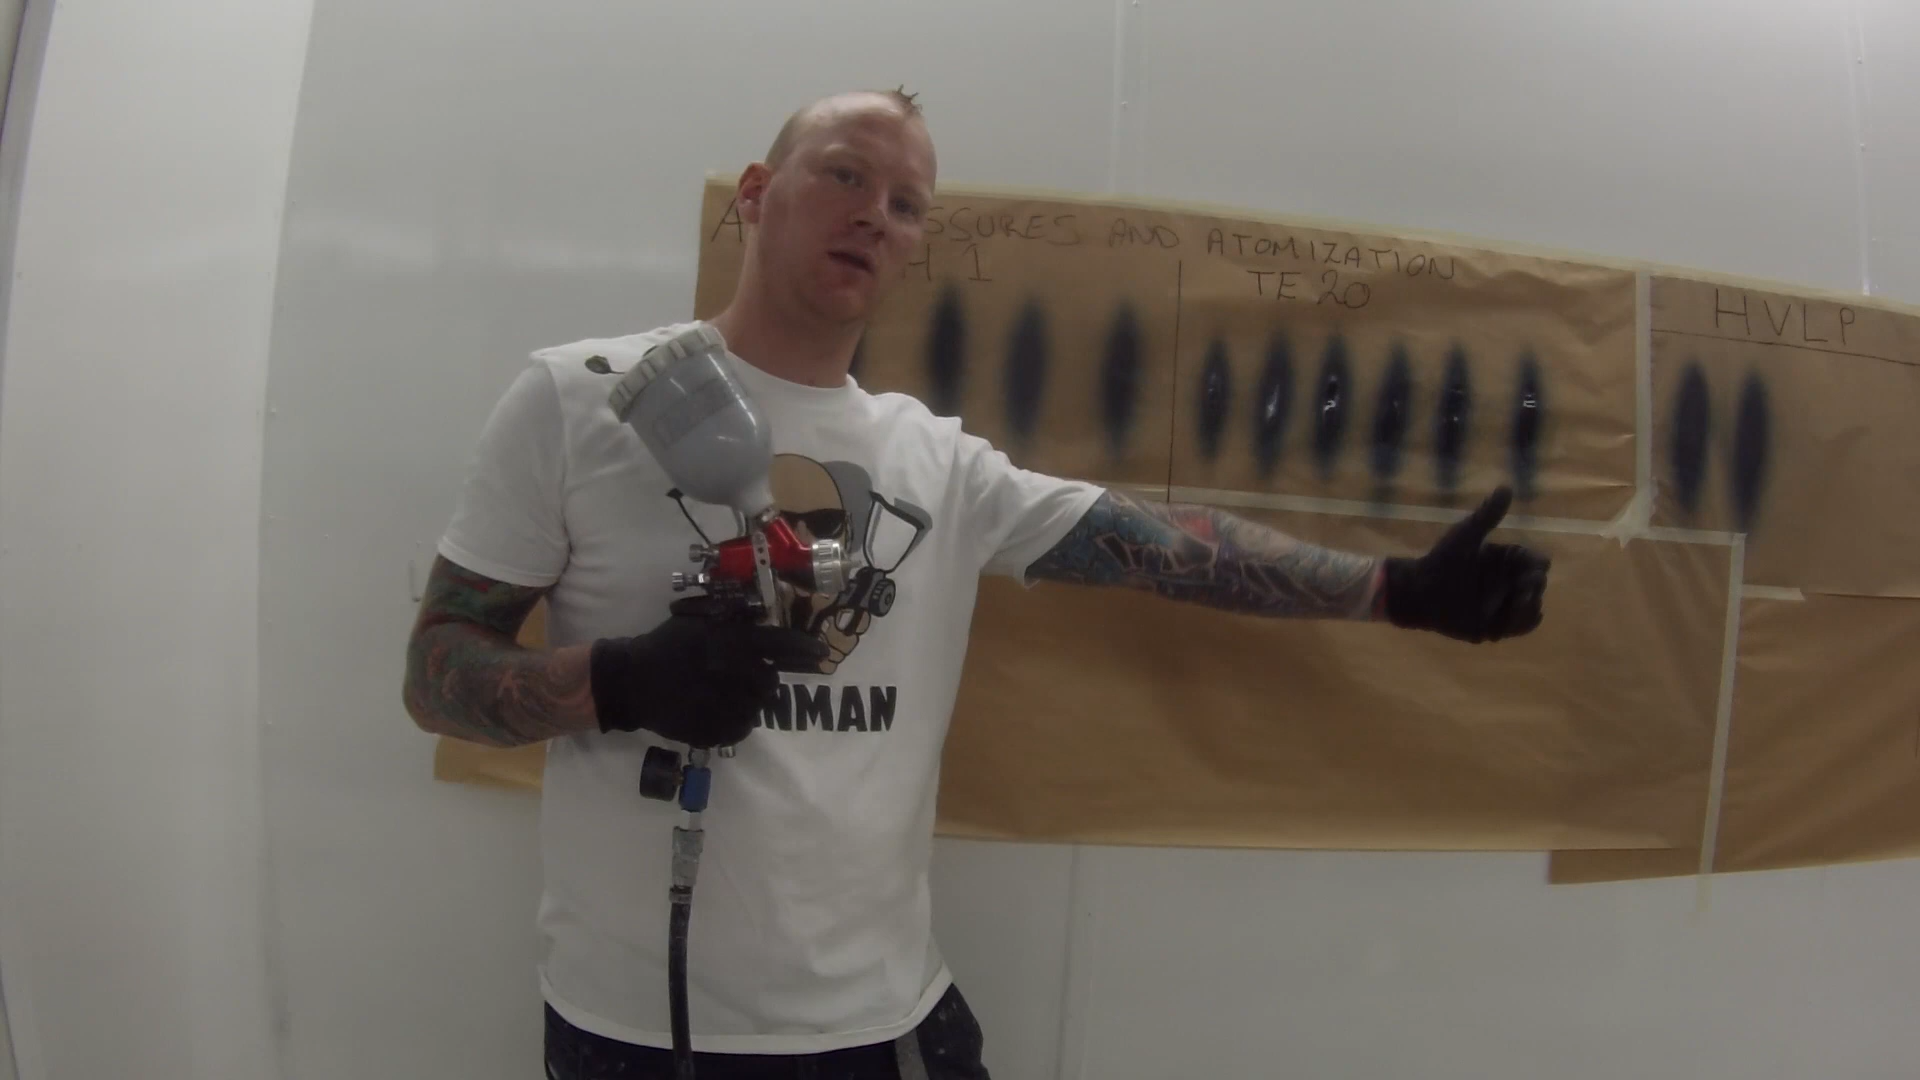 A SSURES AND ATOMIZATION
H 1
TE 20
HVLP
NMAN